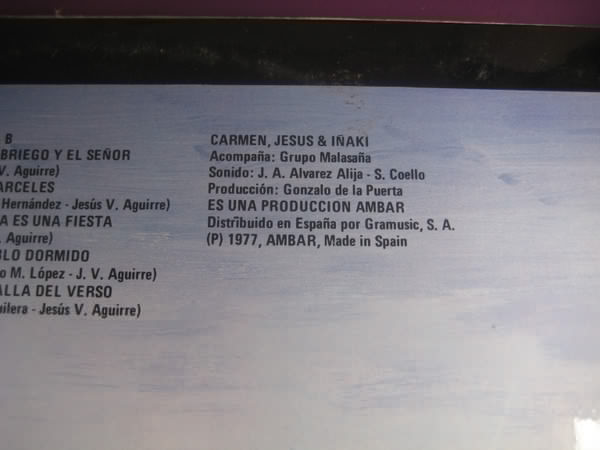 B
BRIEGO Y EL SEÑOR
V. Aguirre)
ARCELES
Hernández - Jesús V. Aguirre)
A ES UNA FIESTA
. Aguirre)
BLO DORMIDO
o M. López - J. V. Aguirre)
ALLA DEL VERSO
uilera - Jesús V. Aguirre)
CARMEN, JESUS & IÑAKI
Acompaña: Grupo Malasaña
Sonido: J. A. Alvarez Alija - S. Coello
Producción: Gonzalo de la Puerta
ES UNA PRODUCCION AMBAR
Distribuido en España por Gramusic, S. A.
(P) 1977, AMBAR, Made in Spain